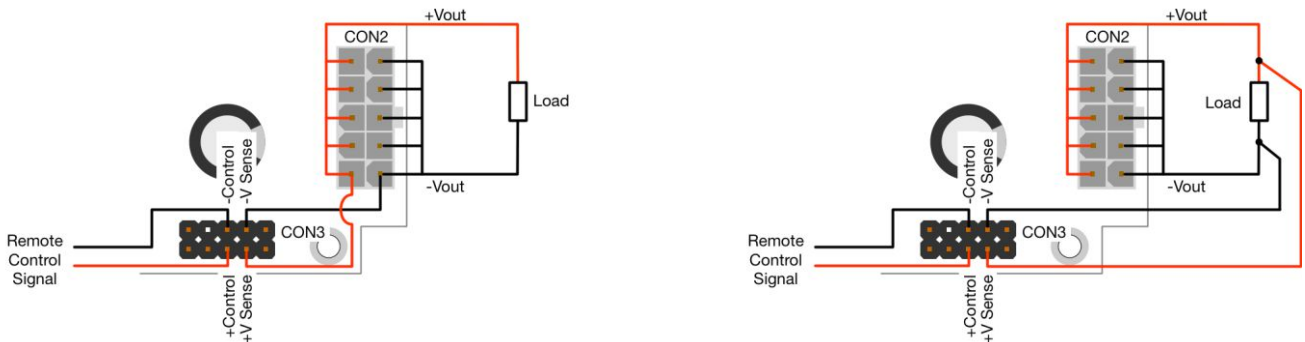 +Vout
CON2
Load
-Control
-V Sense
-Vout
CON3
Remote
Control
Signal
+Control
+V Sense
+Vout
CON2
Load
-Control
-V Sense
-Vout
CON3
Remote
Control
Signal
+Control
+V Sense